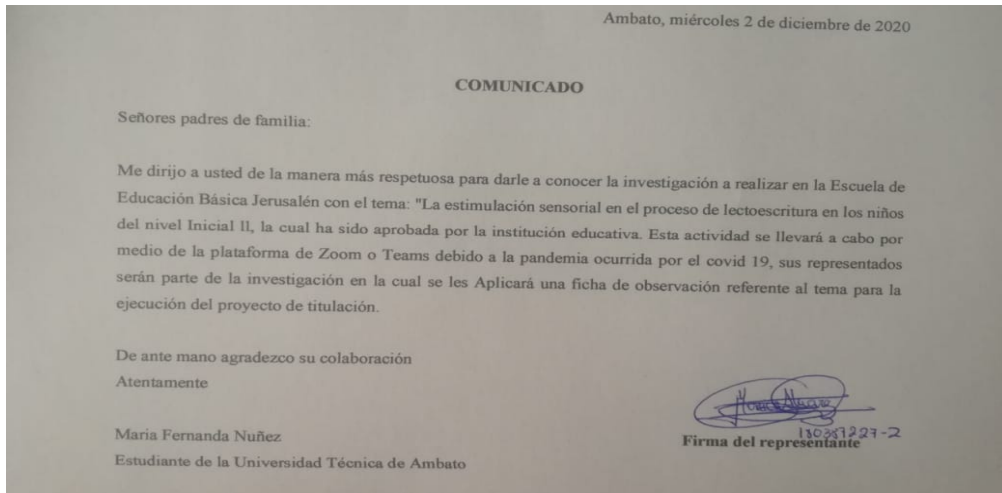 Ambato, miércoles 2 de diciembre de 2020
COMUNICADO
Señores padres de familia:
Me dirijo a usted de la manera más respetuosa para darle a conocer la investigación a realizar en la Escuela de
Educación Básica Jerusalén con el tema: "La estimulación sensorial en el proceso de lectoescritura en los niños
del nivel Inicial II, la cual ha sido aprobada por la institución educativa. Esta actividad se llevará a cabo por
medio de la plataforma de Zoom o Teams debido a la pandemia ocurrida por el covid 19, sus representados
serán parte de la investigación en la cual se les Aplicará una ficha de observación referente al tema para la
ejecución del proyecto de titulación.
De ante mano agradezco su colaboración
Atentamente
Maria Fernanda Nuñez
Estudiante de la Universidad Técnica de Ambato
Firma del representante